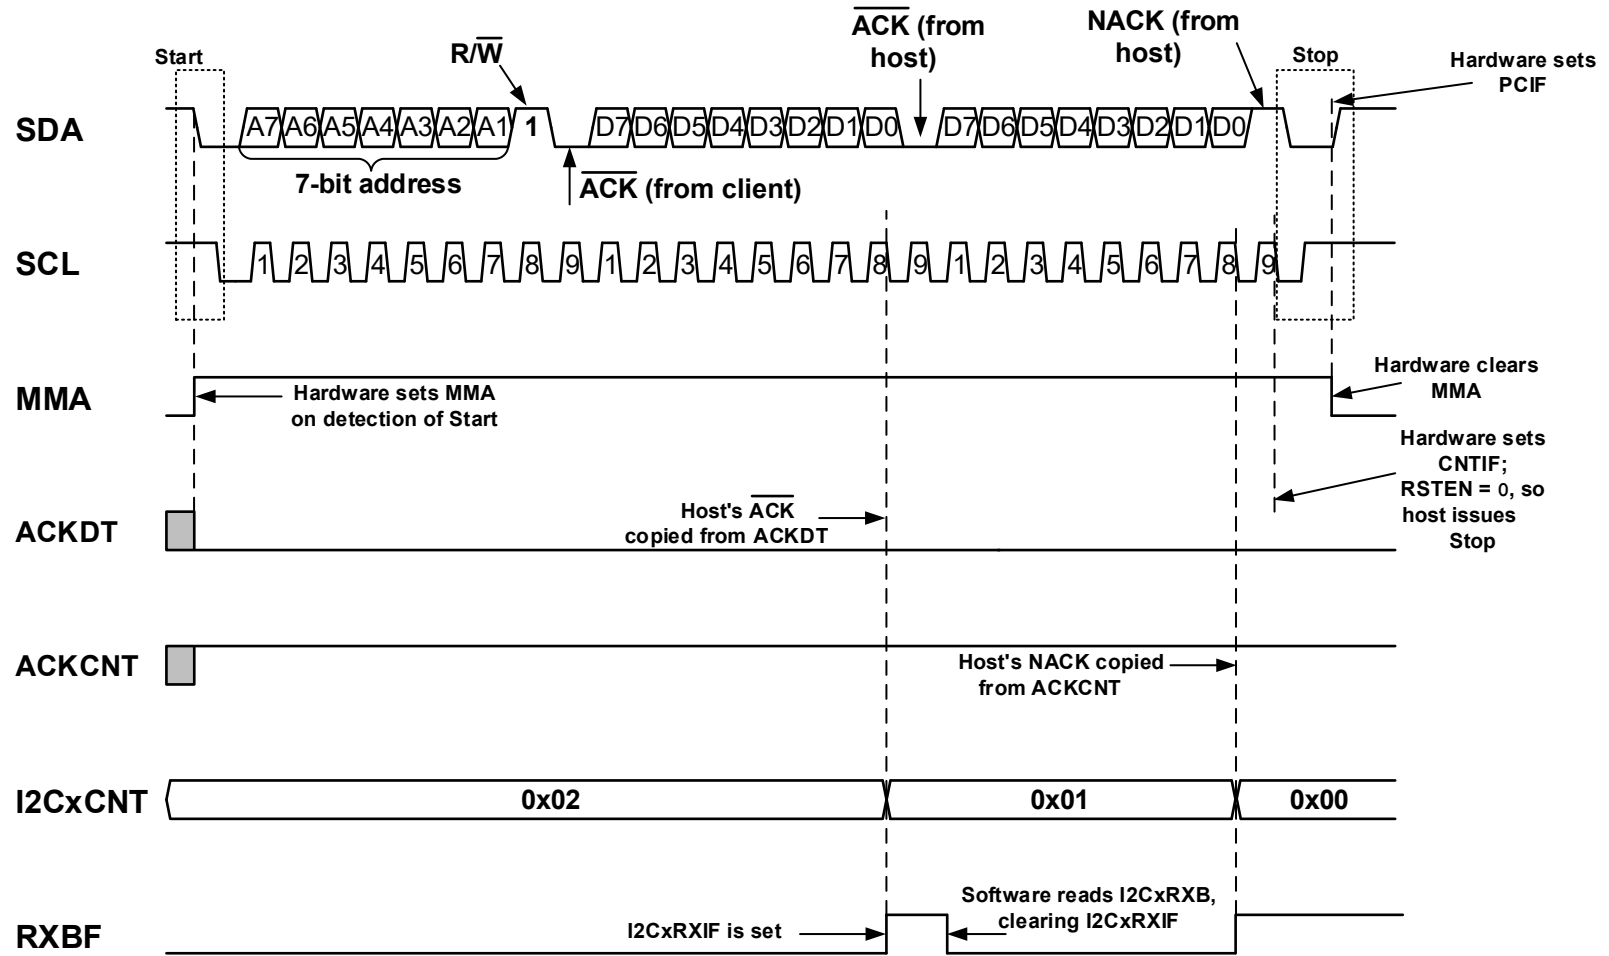 ACK (from
host)
NACK (from
host)
Start
R/W
Stop
Hardware sets
PCIF
SDA
A7 A6 A5 A4 A3 A2 A1 1 D7 D6 D5 D4 D3 D2 D1 D0 D7 D6 D5 D4 D3 D2 D1 D0
7-bit address
ACK (from client)
SCL
1 2 3 4 5 6 7 8 9 1 2 3 4 5 6 7 8 9 1 2 3 4 5 6 7 8 9
MMA
Hardware sets MMA
on detection of Start
Hardware clears
MMA
Hardware sets
CNTIF;
RSTEN = 0, so
host issues
Stop
ACKDT
Host's ACK
copied from ACKDT
ACKCNT
Host's NACK copied
from ACKCNT
I2CxCNT
0x02 0x01 0x00
RXBF
I2CxRXIF is set
Software reads I2CxRXB,
clearing I2CxRXIF